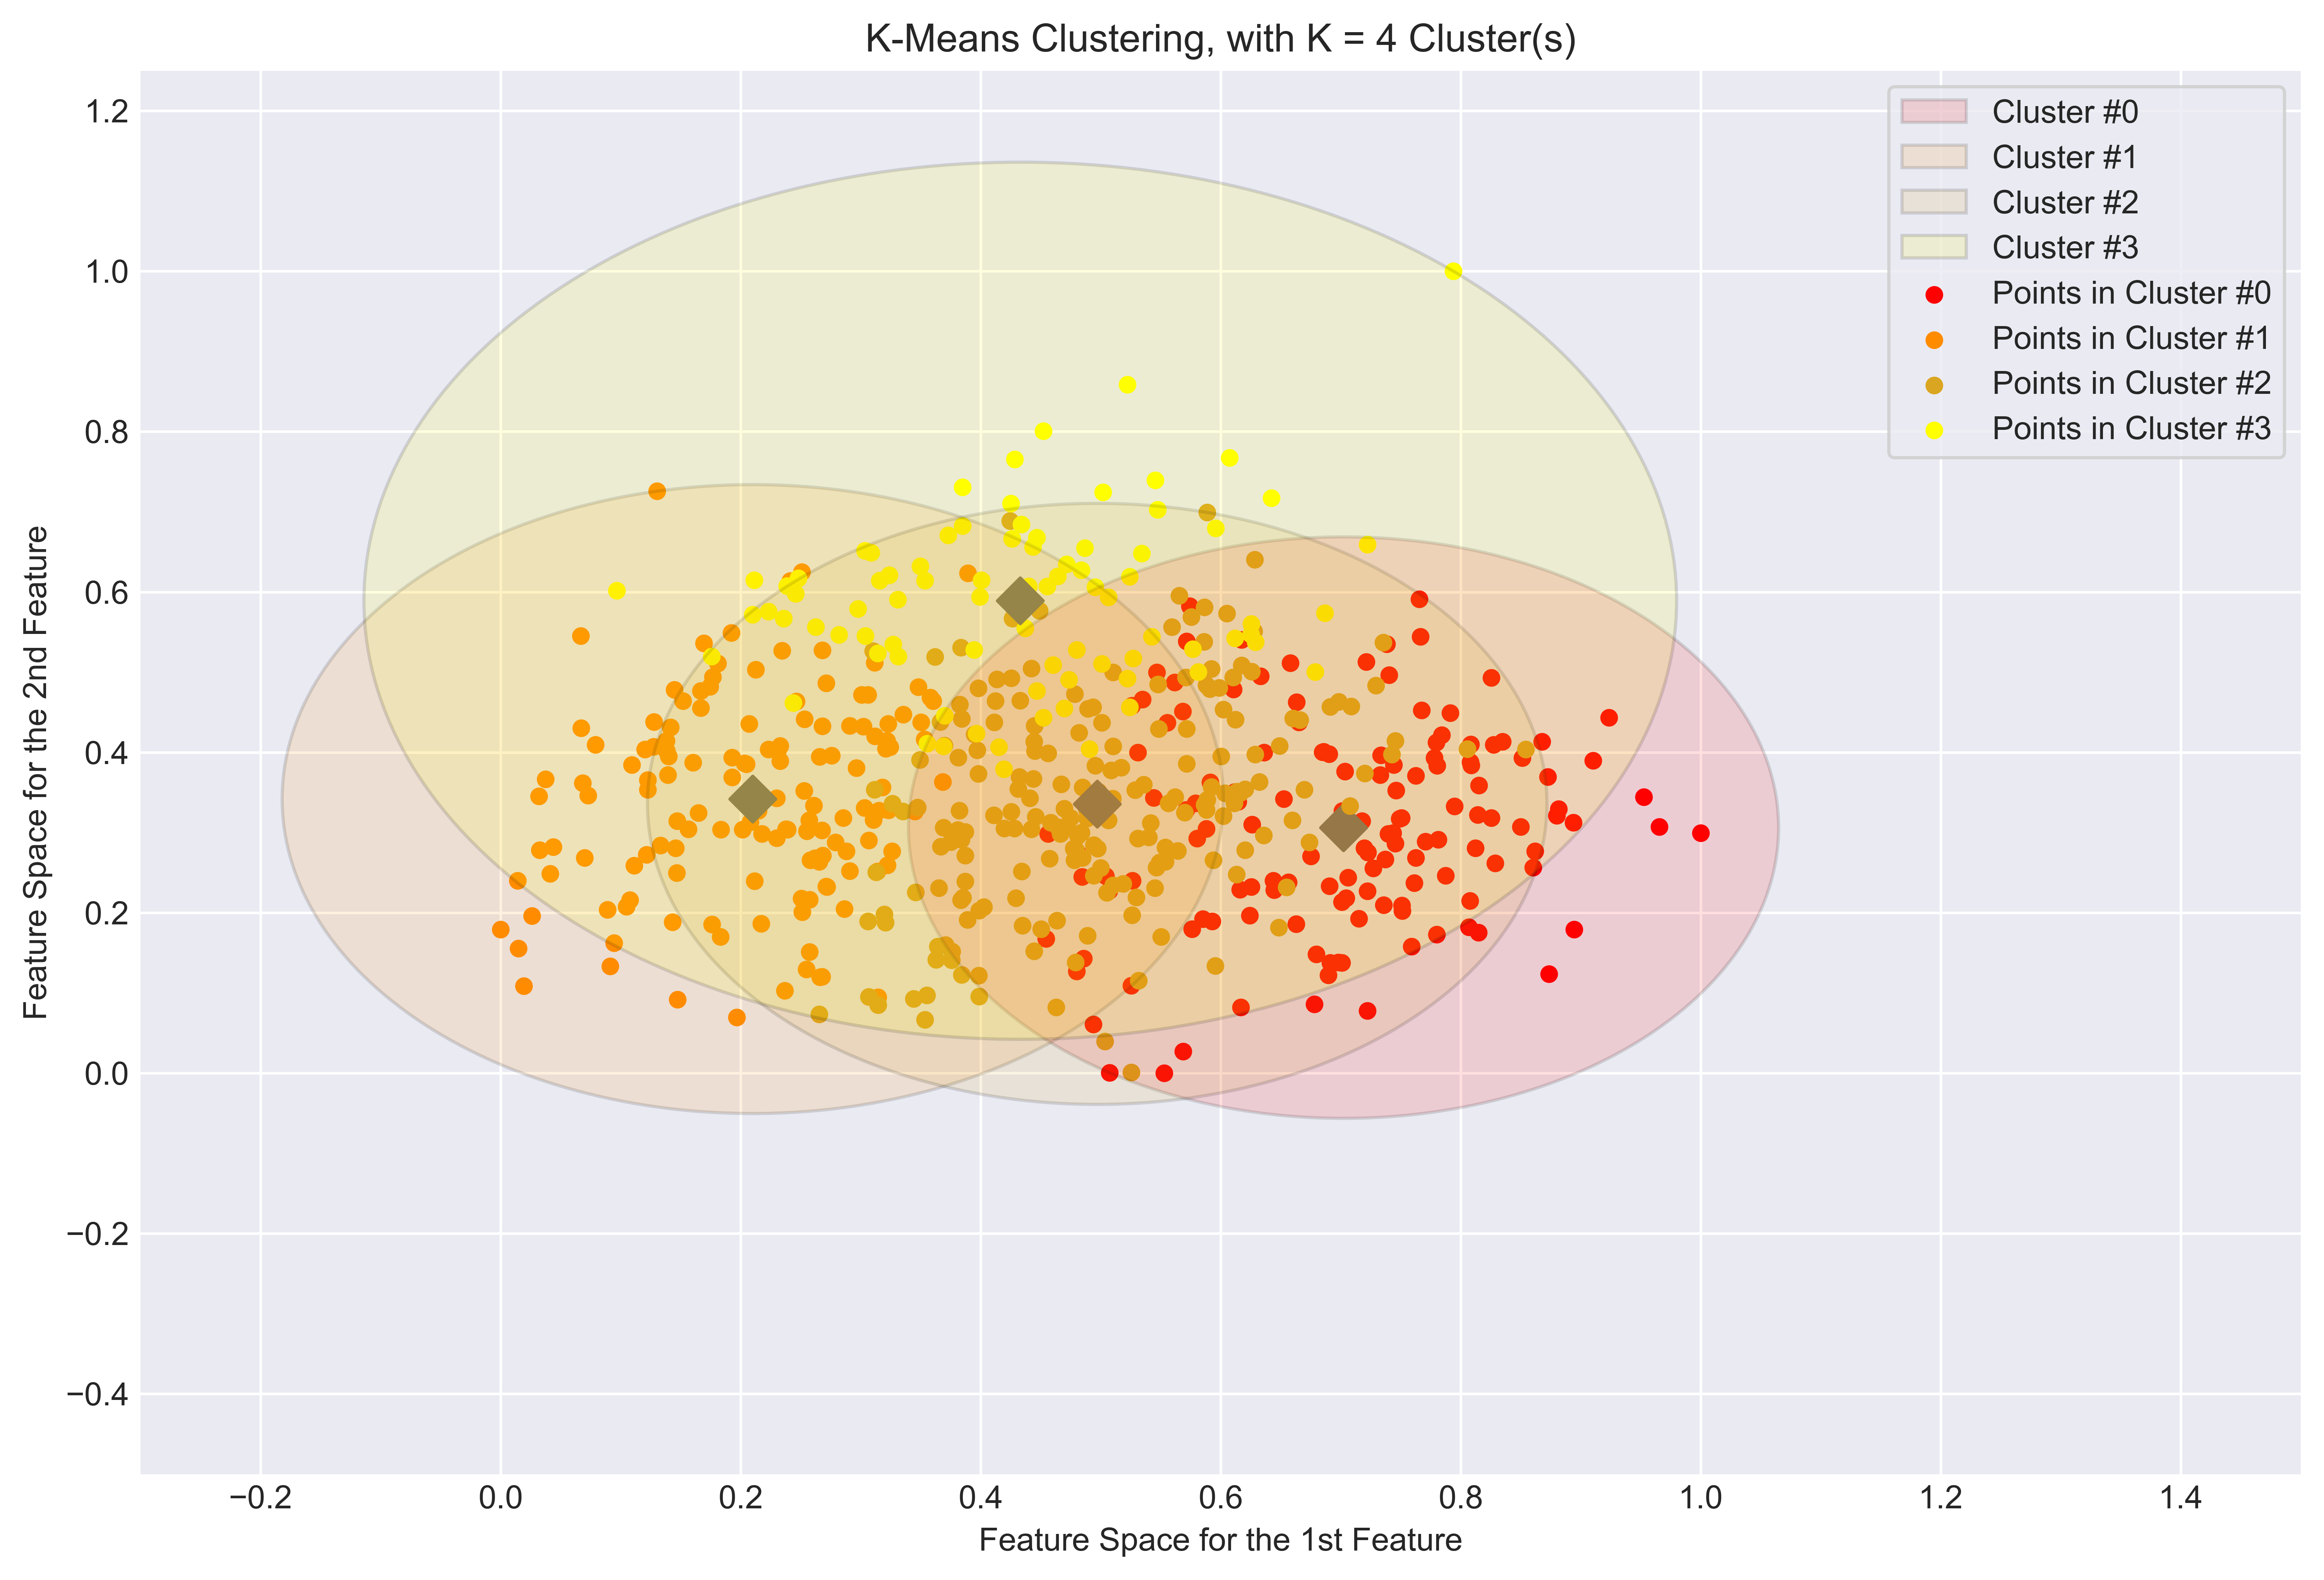 K-Means Clustering, with K = 4 Cluster(s)
Cluster #0
Cluster #1
Cluster #2
Cluster #3
Points in Cluster #0
Points in Cluster #1
Points in Cluster #2
Points in Cluster #3
1.2
1.0
0.8
0.6
0.4
0.2
0.0
−0.2
−0.4
Feature Space for the 2nd Feature
−0.2 0.0 0.2 0.4 0.6 0.8 1.0 1.2 1.4
Feature Space for the 1st Feature